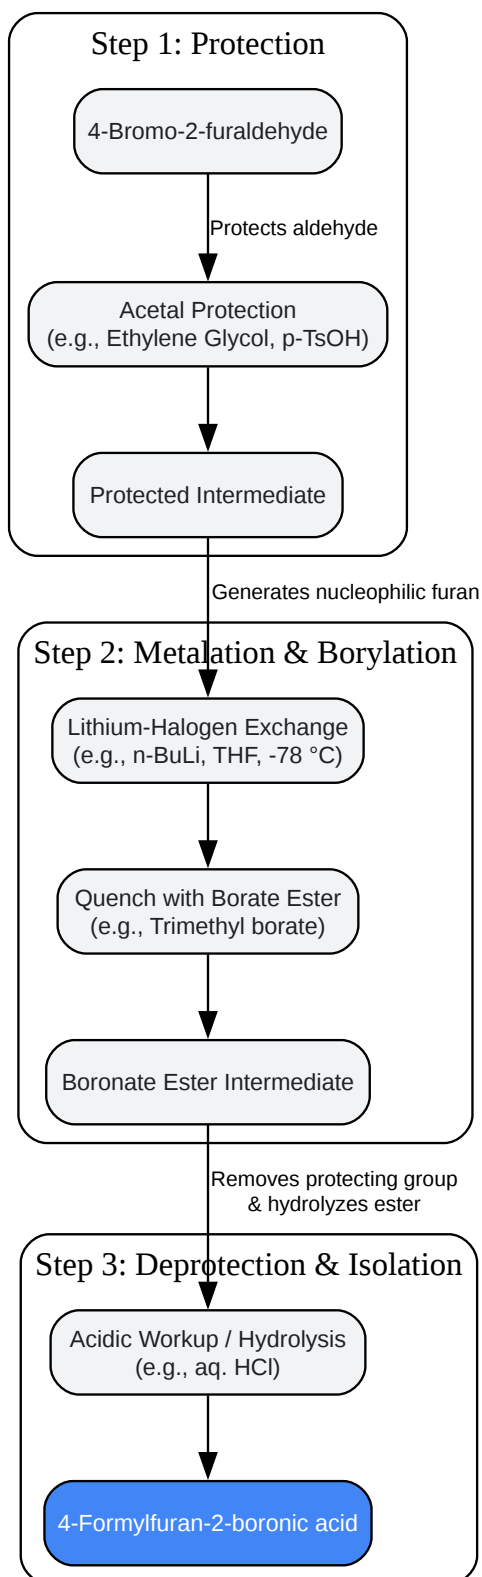 Step 1: Protection
4-Bromo-2-furaldehyde
Protects aldehyde
Acetal Protection
(e.g., Ethylene Glycol, p-TsOH)
Protected Intermediate
Generates nucleophilic furan
Step 2: Metalation & Borylation
Lithium-Halogen Exchange
(e.g., n-BuLi, THF, -78 °C)
Quench with Borate Ester
(e.g., Trimethyl borate)
Boronate Ester Intermediate
Removes protecting group
& hydrolyzes ester
Step 3: Deprotection & Isolation
Acidic Workup / Hydrolysis
(e.g., aq. HCl)
4-Formylfuran-2-boronic acid